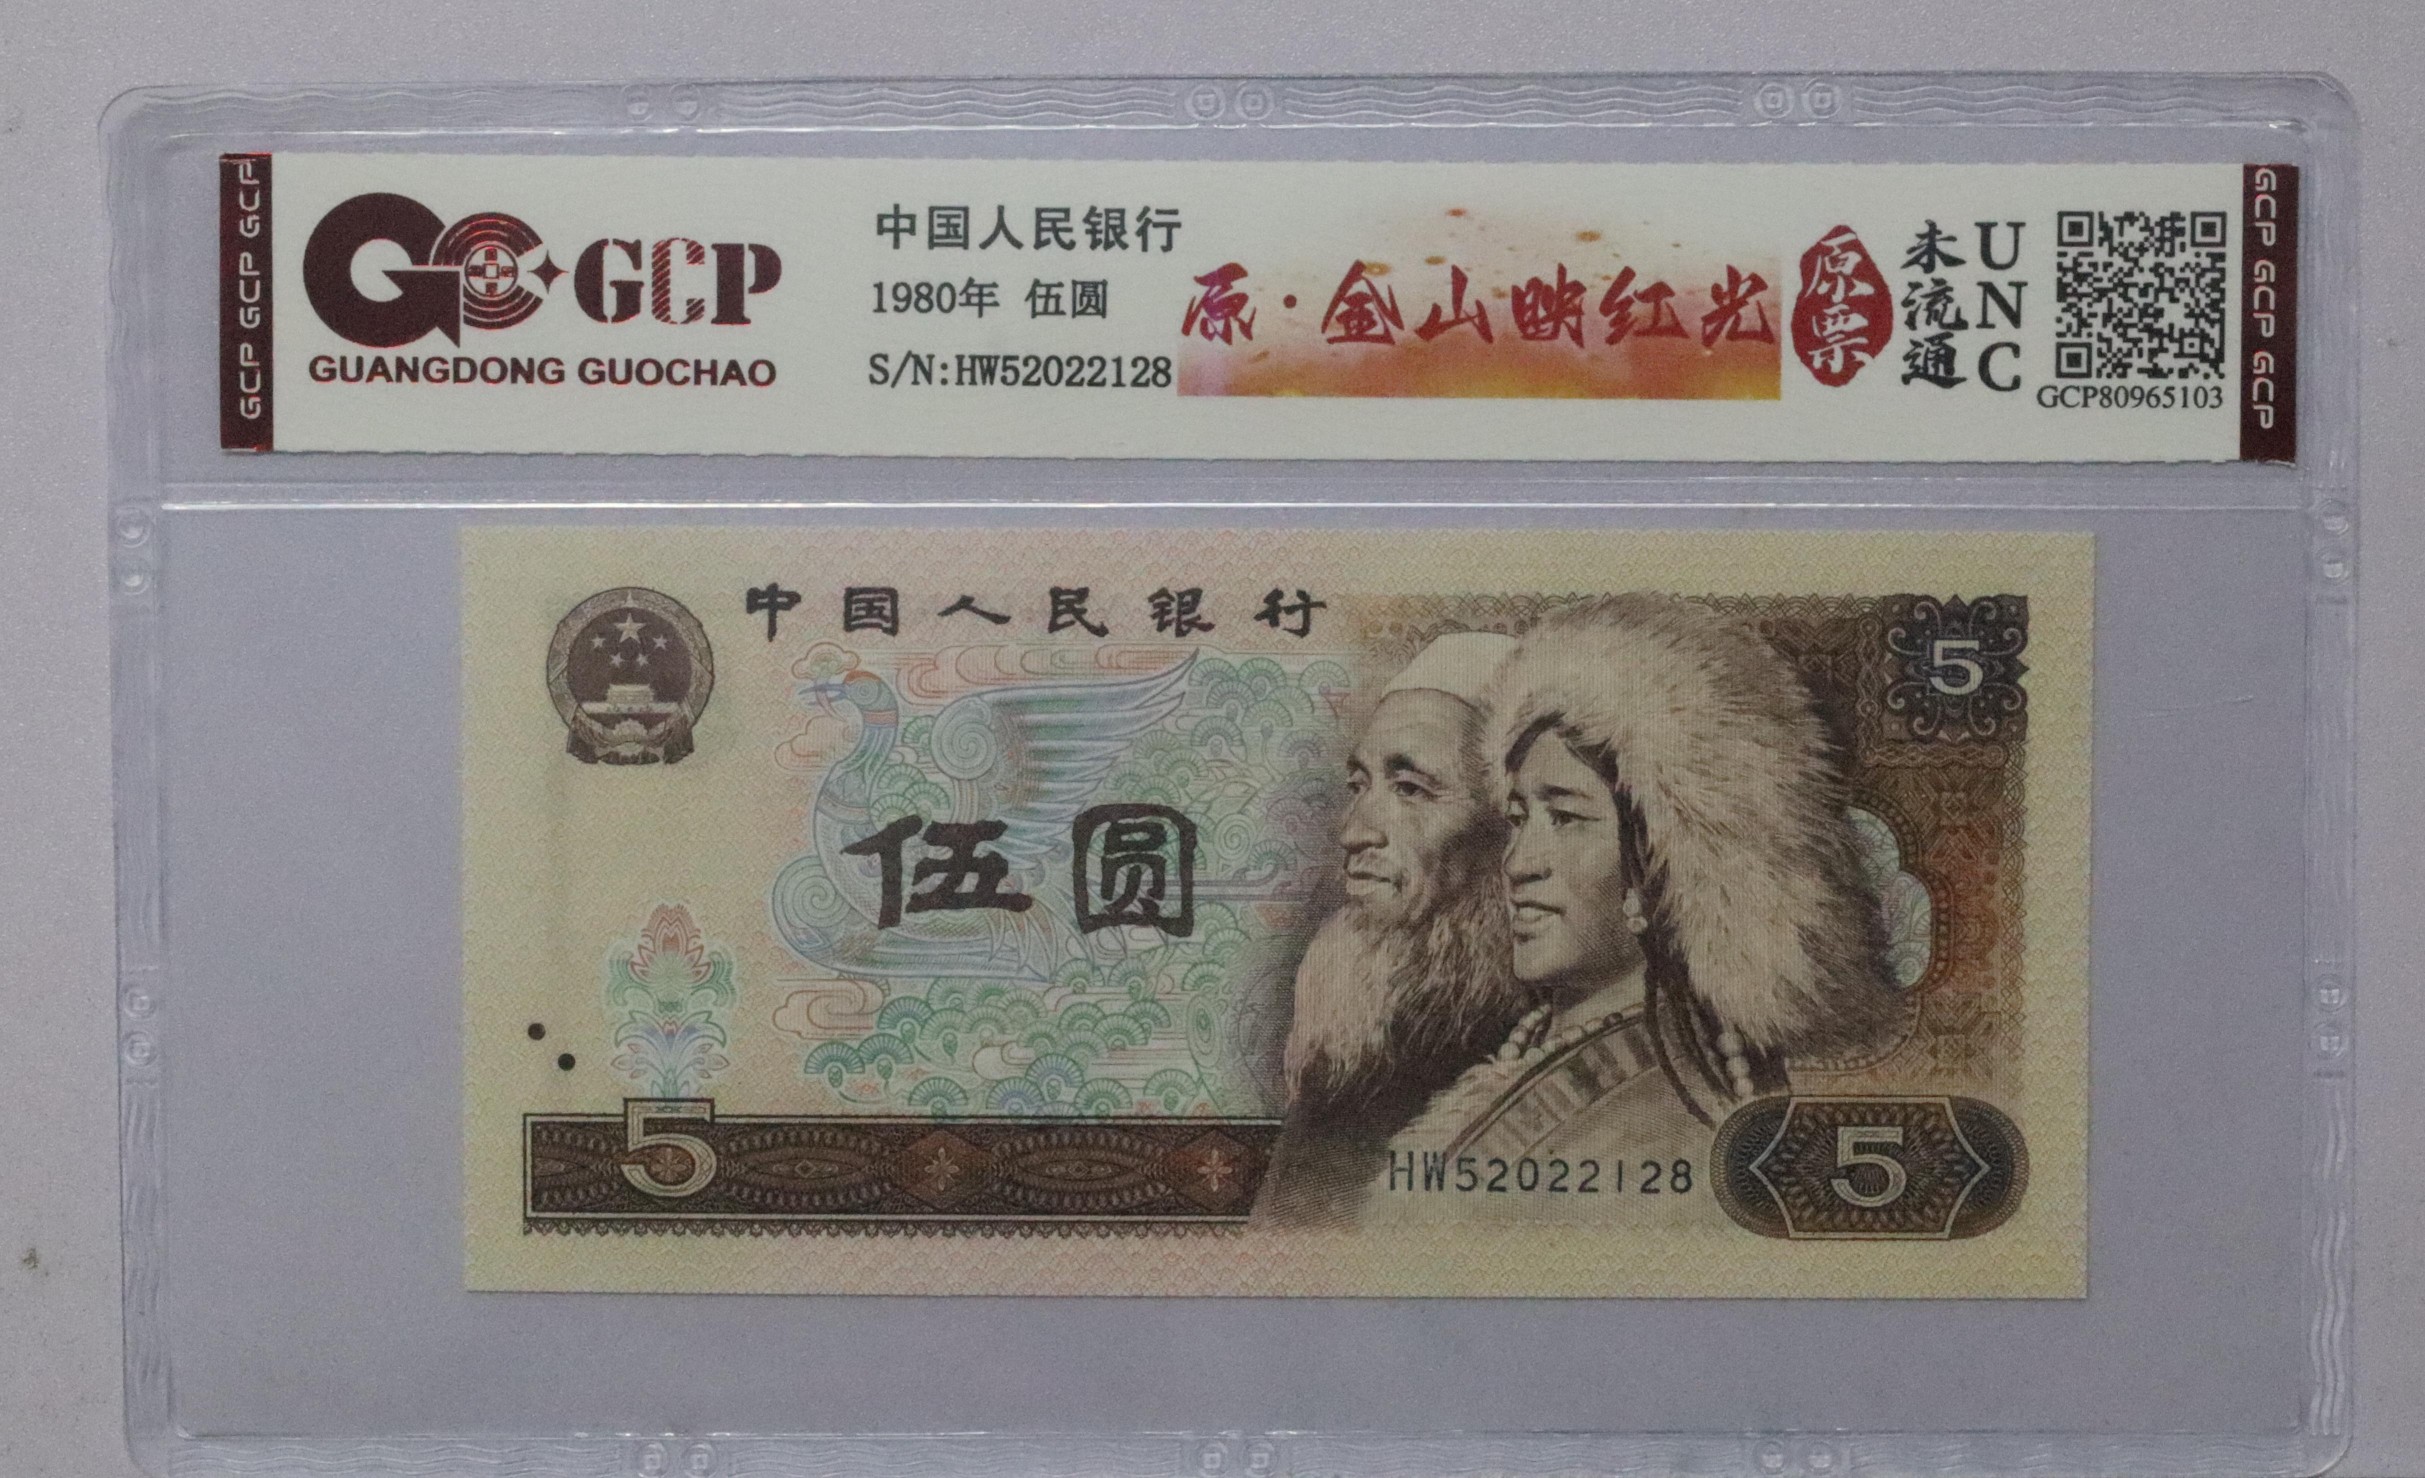 GCP GCP GCP
GCP
GUANGDONG GUOCHAO
中国人民银行
1980年 伍圆
S/N:HW52022128
原·金山映红光
原票
未流通
UNC
GCP80965103
GCP GCP GCP
中国人民银行
5
伍圆
5
HW52022128
5